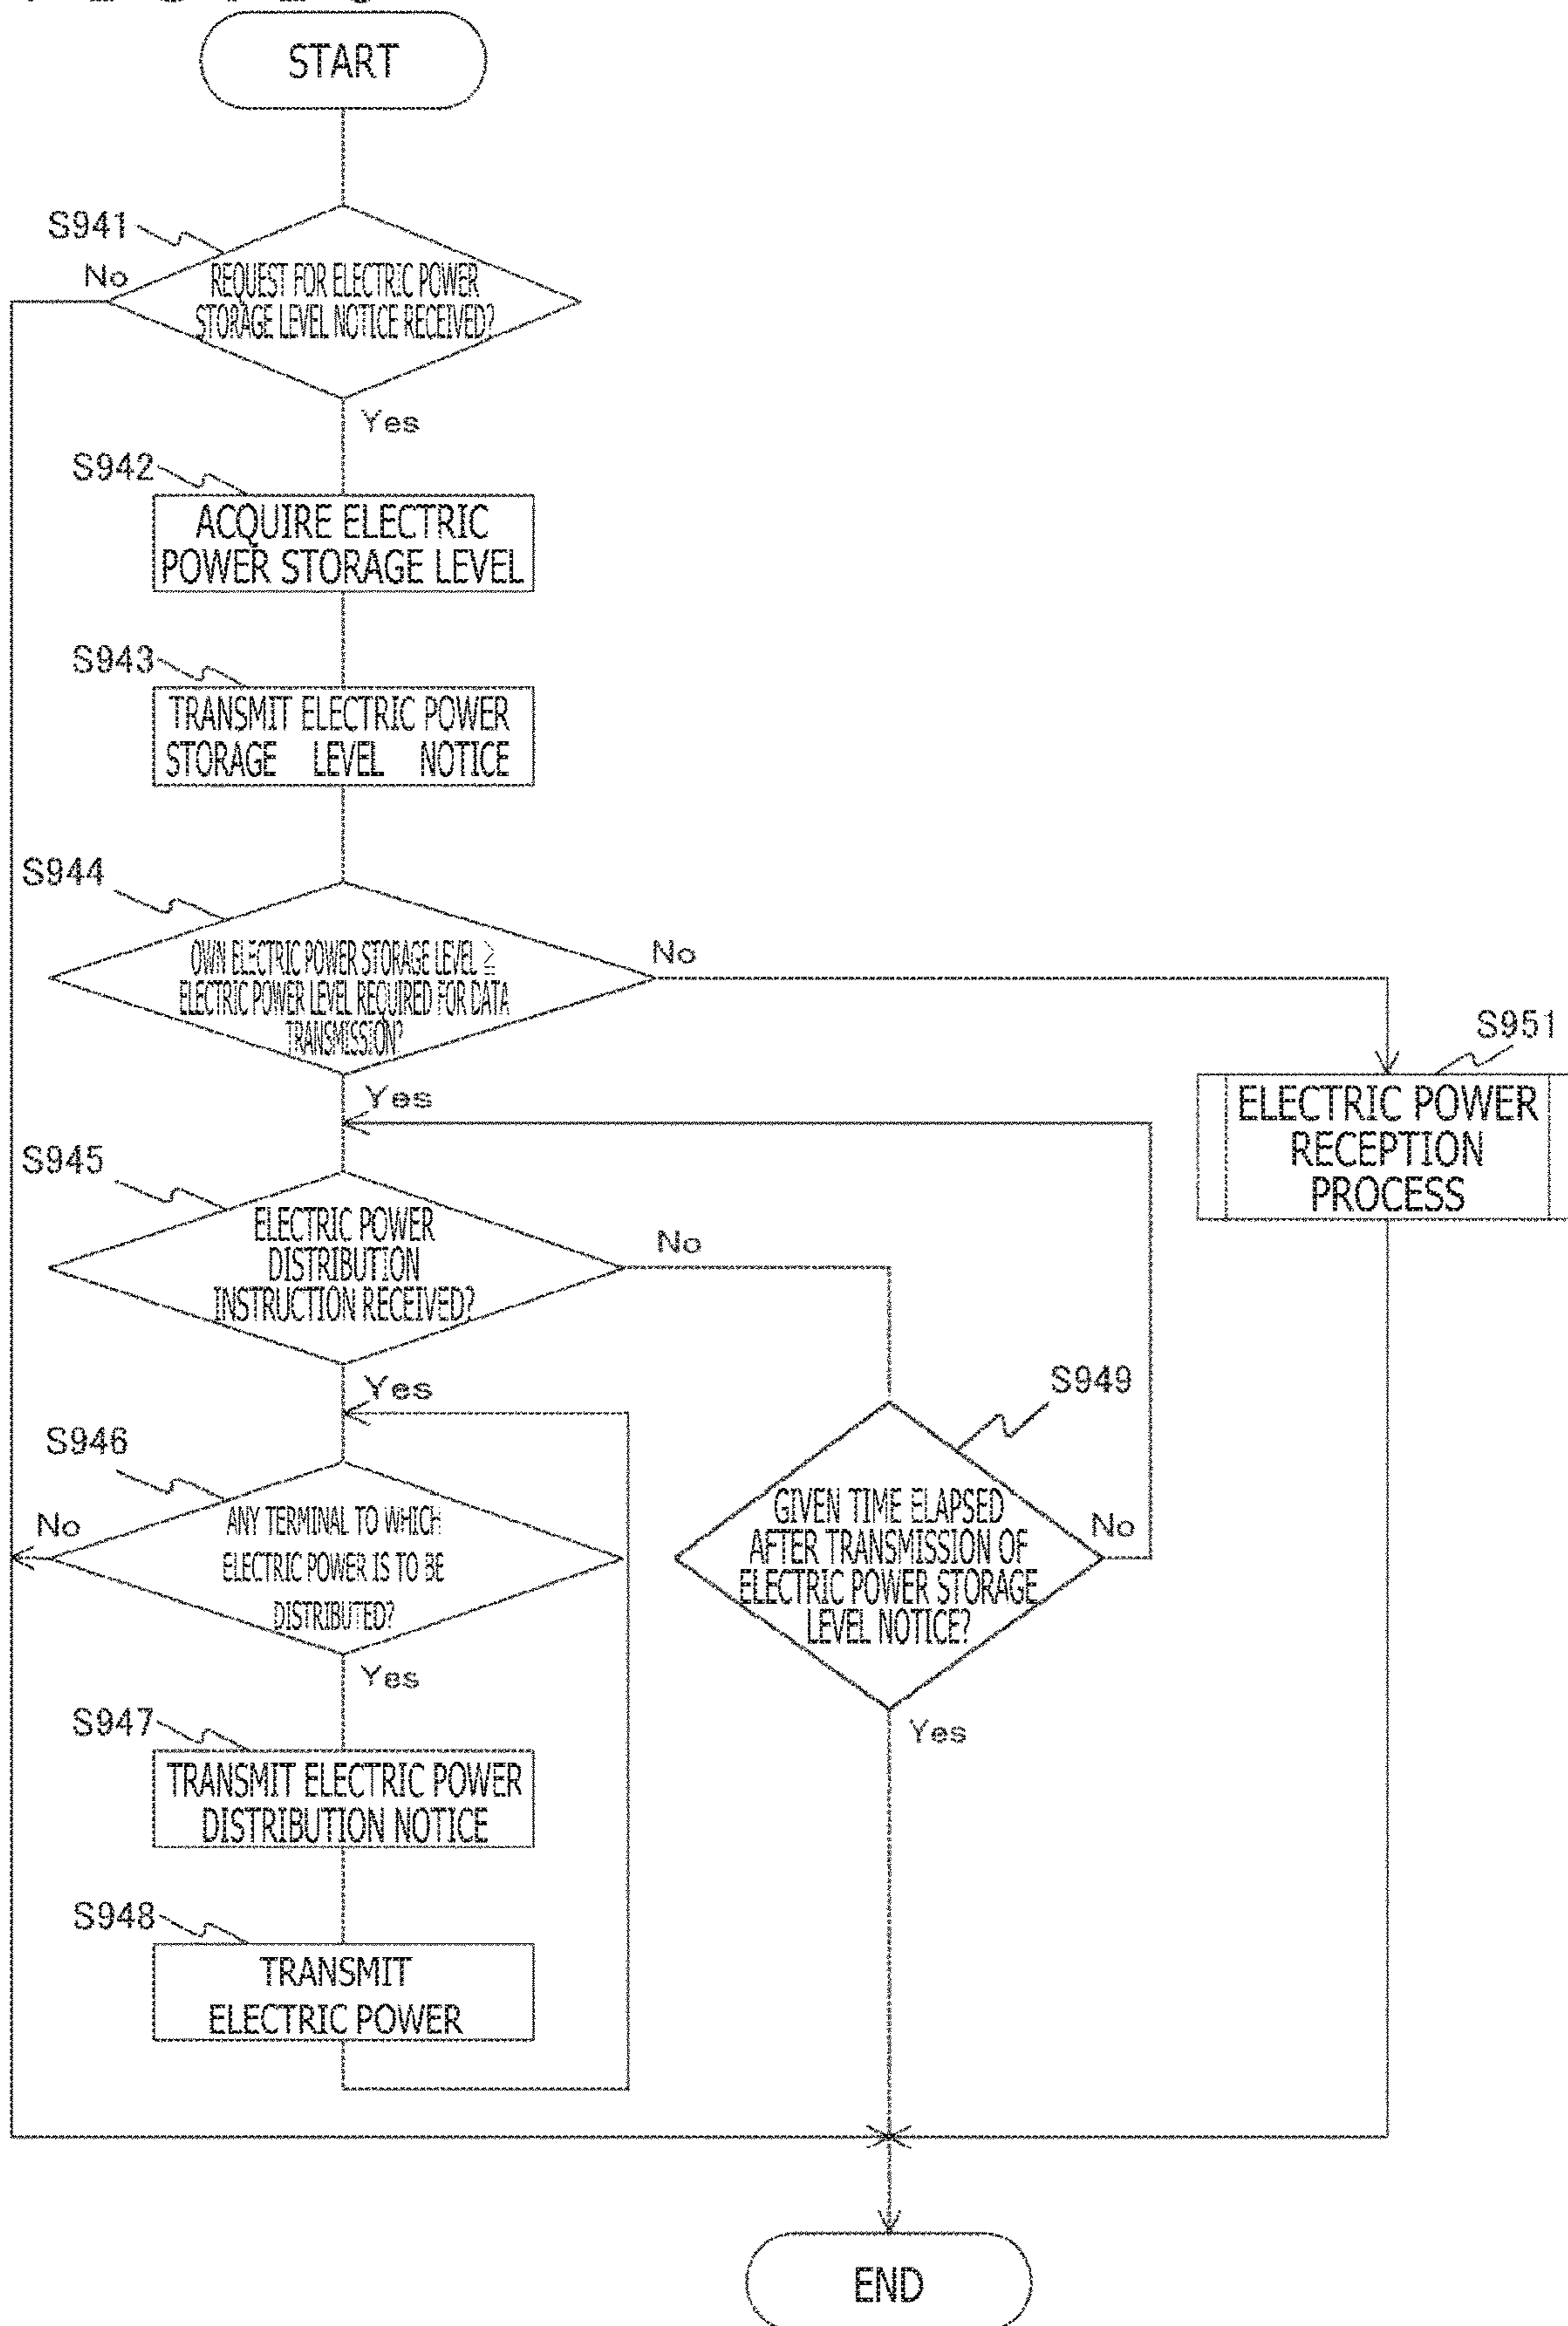 START
S941
No
REQUEST FOR ELECTRIC POWER
STORAGE LEVEL NOTICE RECEIVED?
Yes
S942
ACQUIRE ELECTRIC
POWER STORAGE LEVEL
S943
TRANSMIT ELECTRIC POWER
STORAGE LEVEL NOTICE
S944
OWN ELECTRIC POWER STORAGE LEVEL ≧
ELECTRIC POWER LEVEL REQUIRED FOR DATA
TRANSMISSION?
No
Yes
S951
ELECTRIC POWER
RECEPTION
PROCESS
S945
ELECTRIC POWER
DISTRIBUTION
INSTRUCTION RECEIVED?
No
Yes
S949
GIVEN TIME ELAPSED
AFTER TRANSMISSION OF
ELECTRIC POWER STORAGE
LEVEL NOTICE?
No
Yes
S946
No
ANY TERMINAL TO WHICH
ELECTRIC POWER IS TO BE
DISTRIBUTED?
Yes
S947
TRANSMIT ELECTRIC POWER
DISTRIBUTION NOTICE
S948
TRANSMIT
ELECTRIC POWER
END